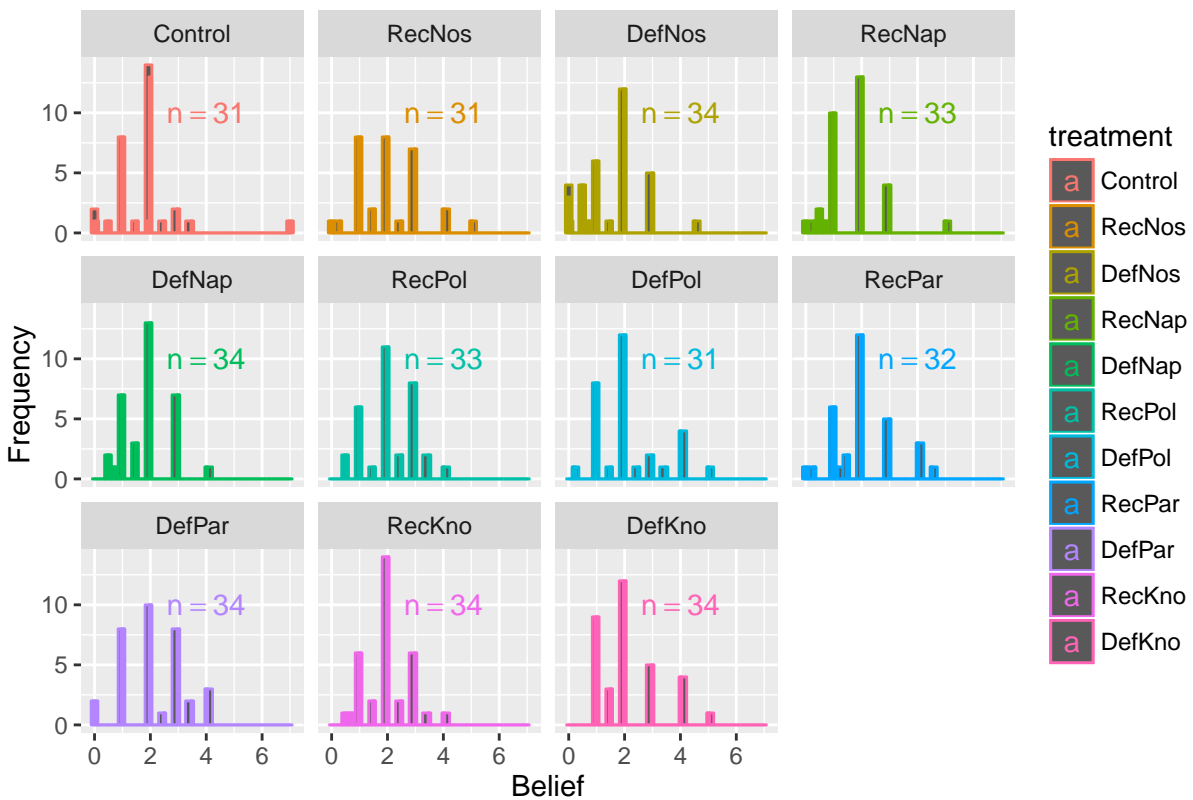 Control RecNos DefNos RecNap
n = 31 n = 31 n = 34 n = 33
10
5
0
DefNap RecPol DefPol RecPar
n = 34 n = 33 n = 31 n = 32
10
5
0
DefPar RecKno DefKno
n = 34 n = 34 n = 34
10
5
0
0 2 4 6 0 2 4 6 0 2 4 6
Belief
Frequency
treatment
a Control
a RecNos
a DefNos
a RecNap
a DefNap
a RecPol
a DefPol
a RecPar
a DefPar
a RecKno
a DefKno